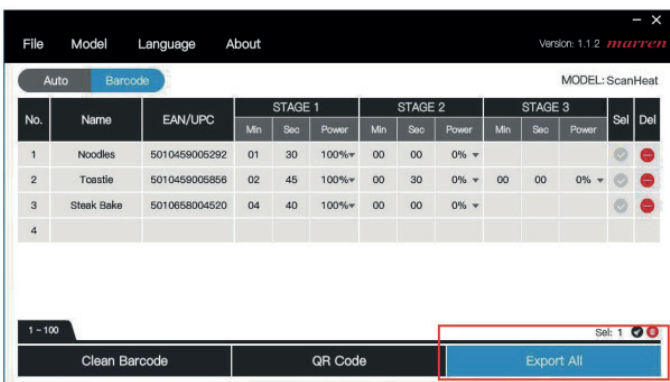 File Model Language About Version: 1.1.2 marren
Auto Barcode MODEL: ScanHeat
No. Name EAN/UPC STAGE 1 STAGE 2 STAGE 3 Sel Del
Min Sec Power Min Sec Power Min Sec Power
1 Noodles 5010459005292 01 30 100% 00 00 0%
2 Toastie 5010459005856 02 45 100% 00 30 0% 00 00 0%
3 Steak Bake 5010658004520 04 40 100% 00 00 0%
4
1 - 100 Sel: 1
Clean Barcode QR Code Export All